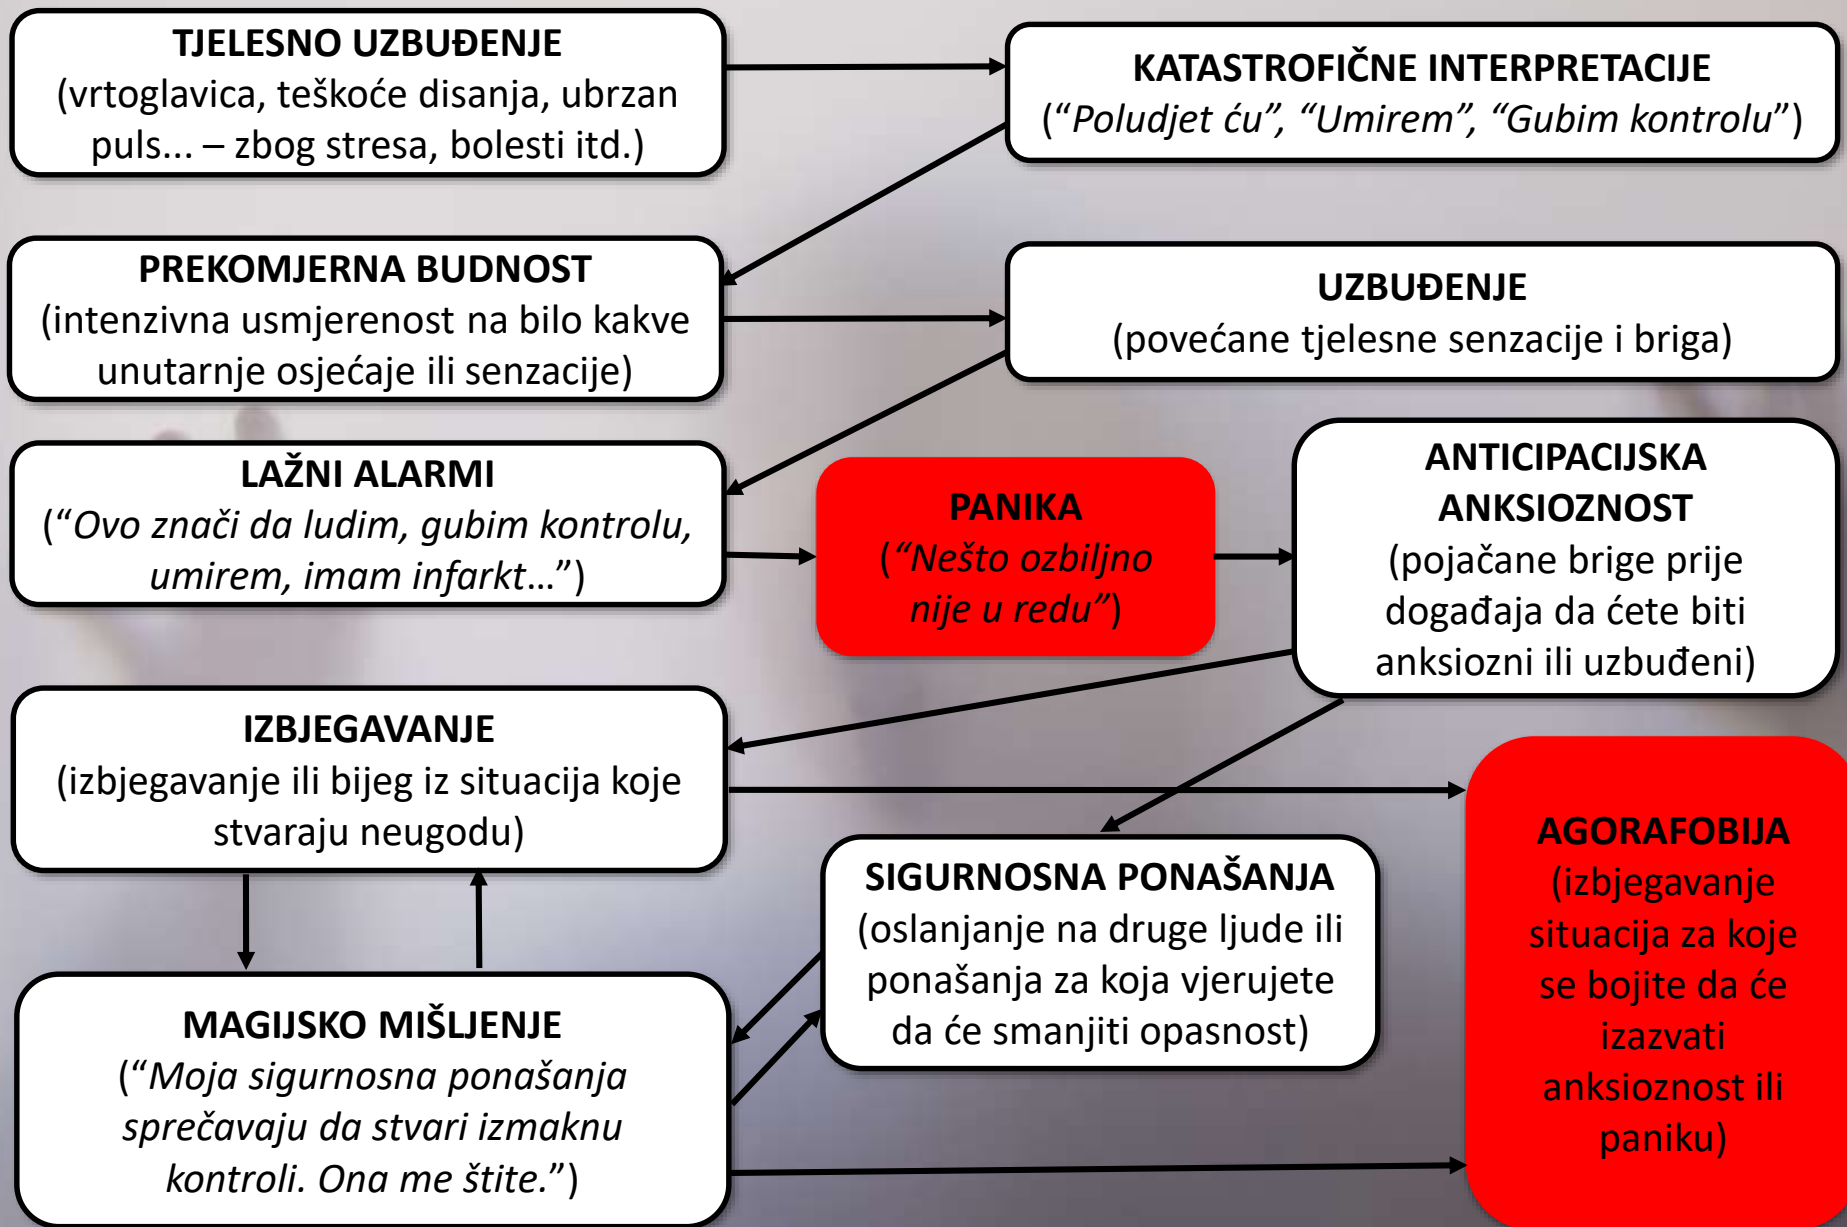 TJELESNO UZBUĐENJE
(vrtoglavica, teškoće disanja, ubrzan
puls... – zbog stresa, bolesti itd.)
KATASTROFIČNE INTERPRETACIJE
(“Poludjet ću”, “Umirem”, “Gubim kontrolu”)
PREKOMJERNA BUDNOST
(intenzivna usmjerenost na bilo kakve
unutarnje osjećaje ili senzacije)
UZBUĐENJE
(povećane tjelesne senzacije i briga)
LAŽNI ALARMI
(“Ovo znači da ludim, gubim kontrolu,
umirem, imam infarkt…”)
PANIKA
(“Nešto ozbiljno
nije u redu”)
ANTICIPACIJSKA
ANKSIOZNOST
(pojačane brige prije
događaja da ćete biti
anksiozni ili uzbuđeni)
IZBJEGAVANJE
(izbjegavanje ili bijeg iz situacija koje
stvaraju neugodu)
SIGURNOSNA PONAŠANJA
(oslanjanje na druge ljude ili
ponašanja za koja vjerujete
da će smanjiti opasnost)
AGORAFOBIJA
(izbjegavanje
situacija za koje
se bojite da će
izazvati
anksioznost ili
paniku)
MAGIJSKO MIŠLJENJE
(“Moja sigurnosna ponašanja
sprečavaju da stvari izmaknu
kontroli. Ona me štite.”)